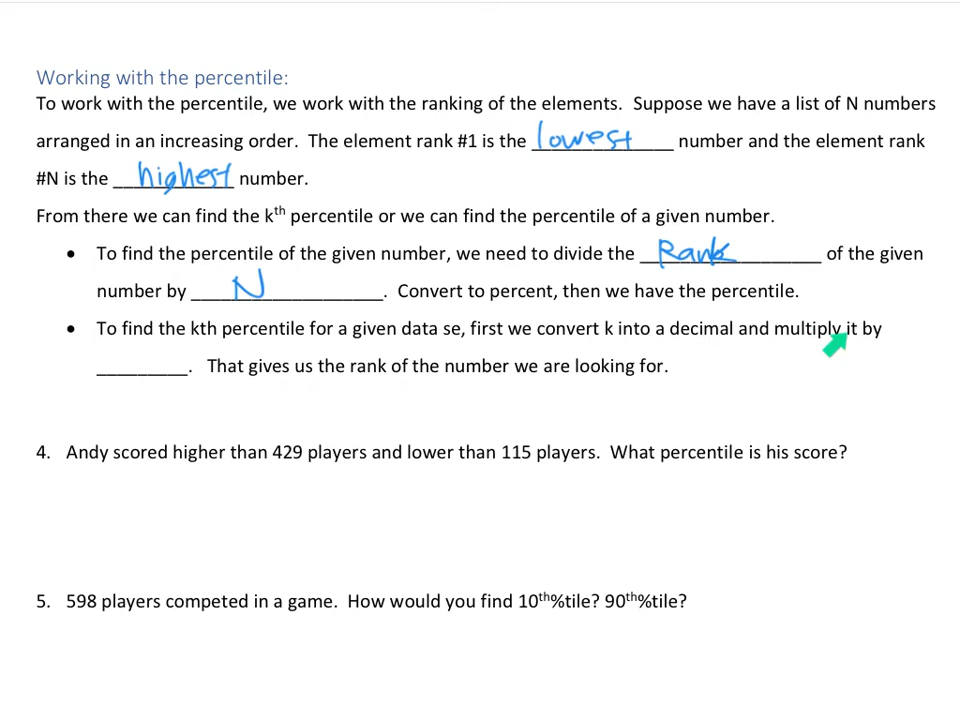 Working with the percentile:
To work with the percentile, we work with the ranking of the elements. Suppose we have a list of N numbers
arranged in an increasing order. The element rank #1 is the lowest number and the element rank
#N is the highest number.
From there we can find the kth percentile or we can find the percentile of a given number.
• To find the percentile of the given number, we need to divide the Rank of the given
number by N. Convert to percent, then we have the percentile.
• To find the kth percentile for a given data se, first we convert k into a decimal and multiply it by
_________. That gives us the rank of the number we are looking for.
4. Andy scored higher than 429 players and lower than 115 players. What percentile is his score?
5. 598 players competed in a game. How would you find 10th%tile? 90th%tile?